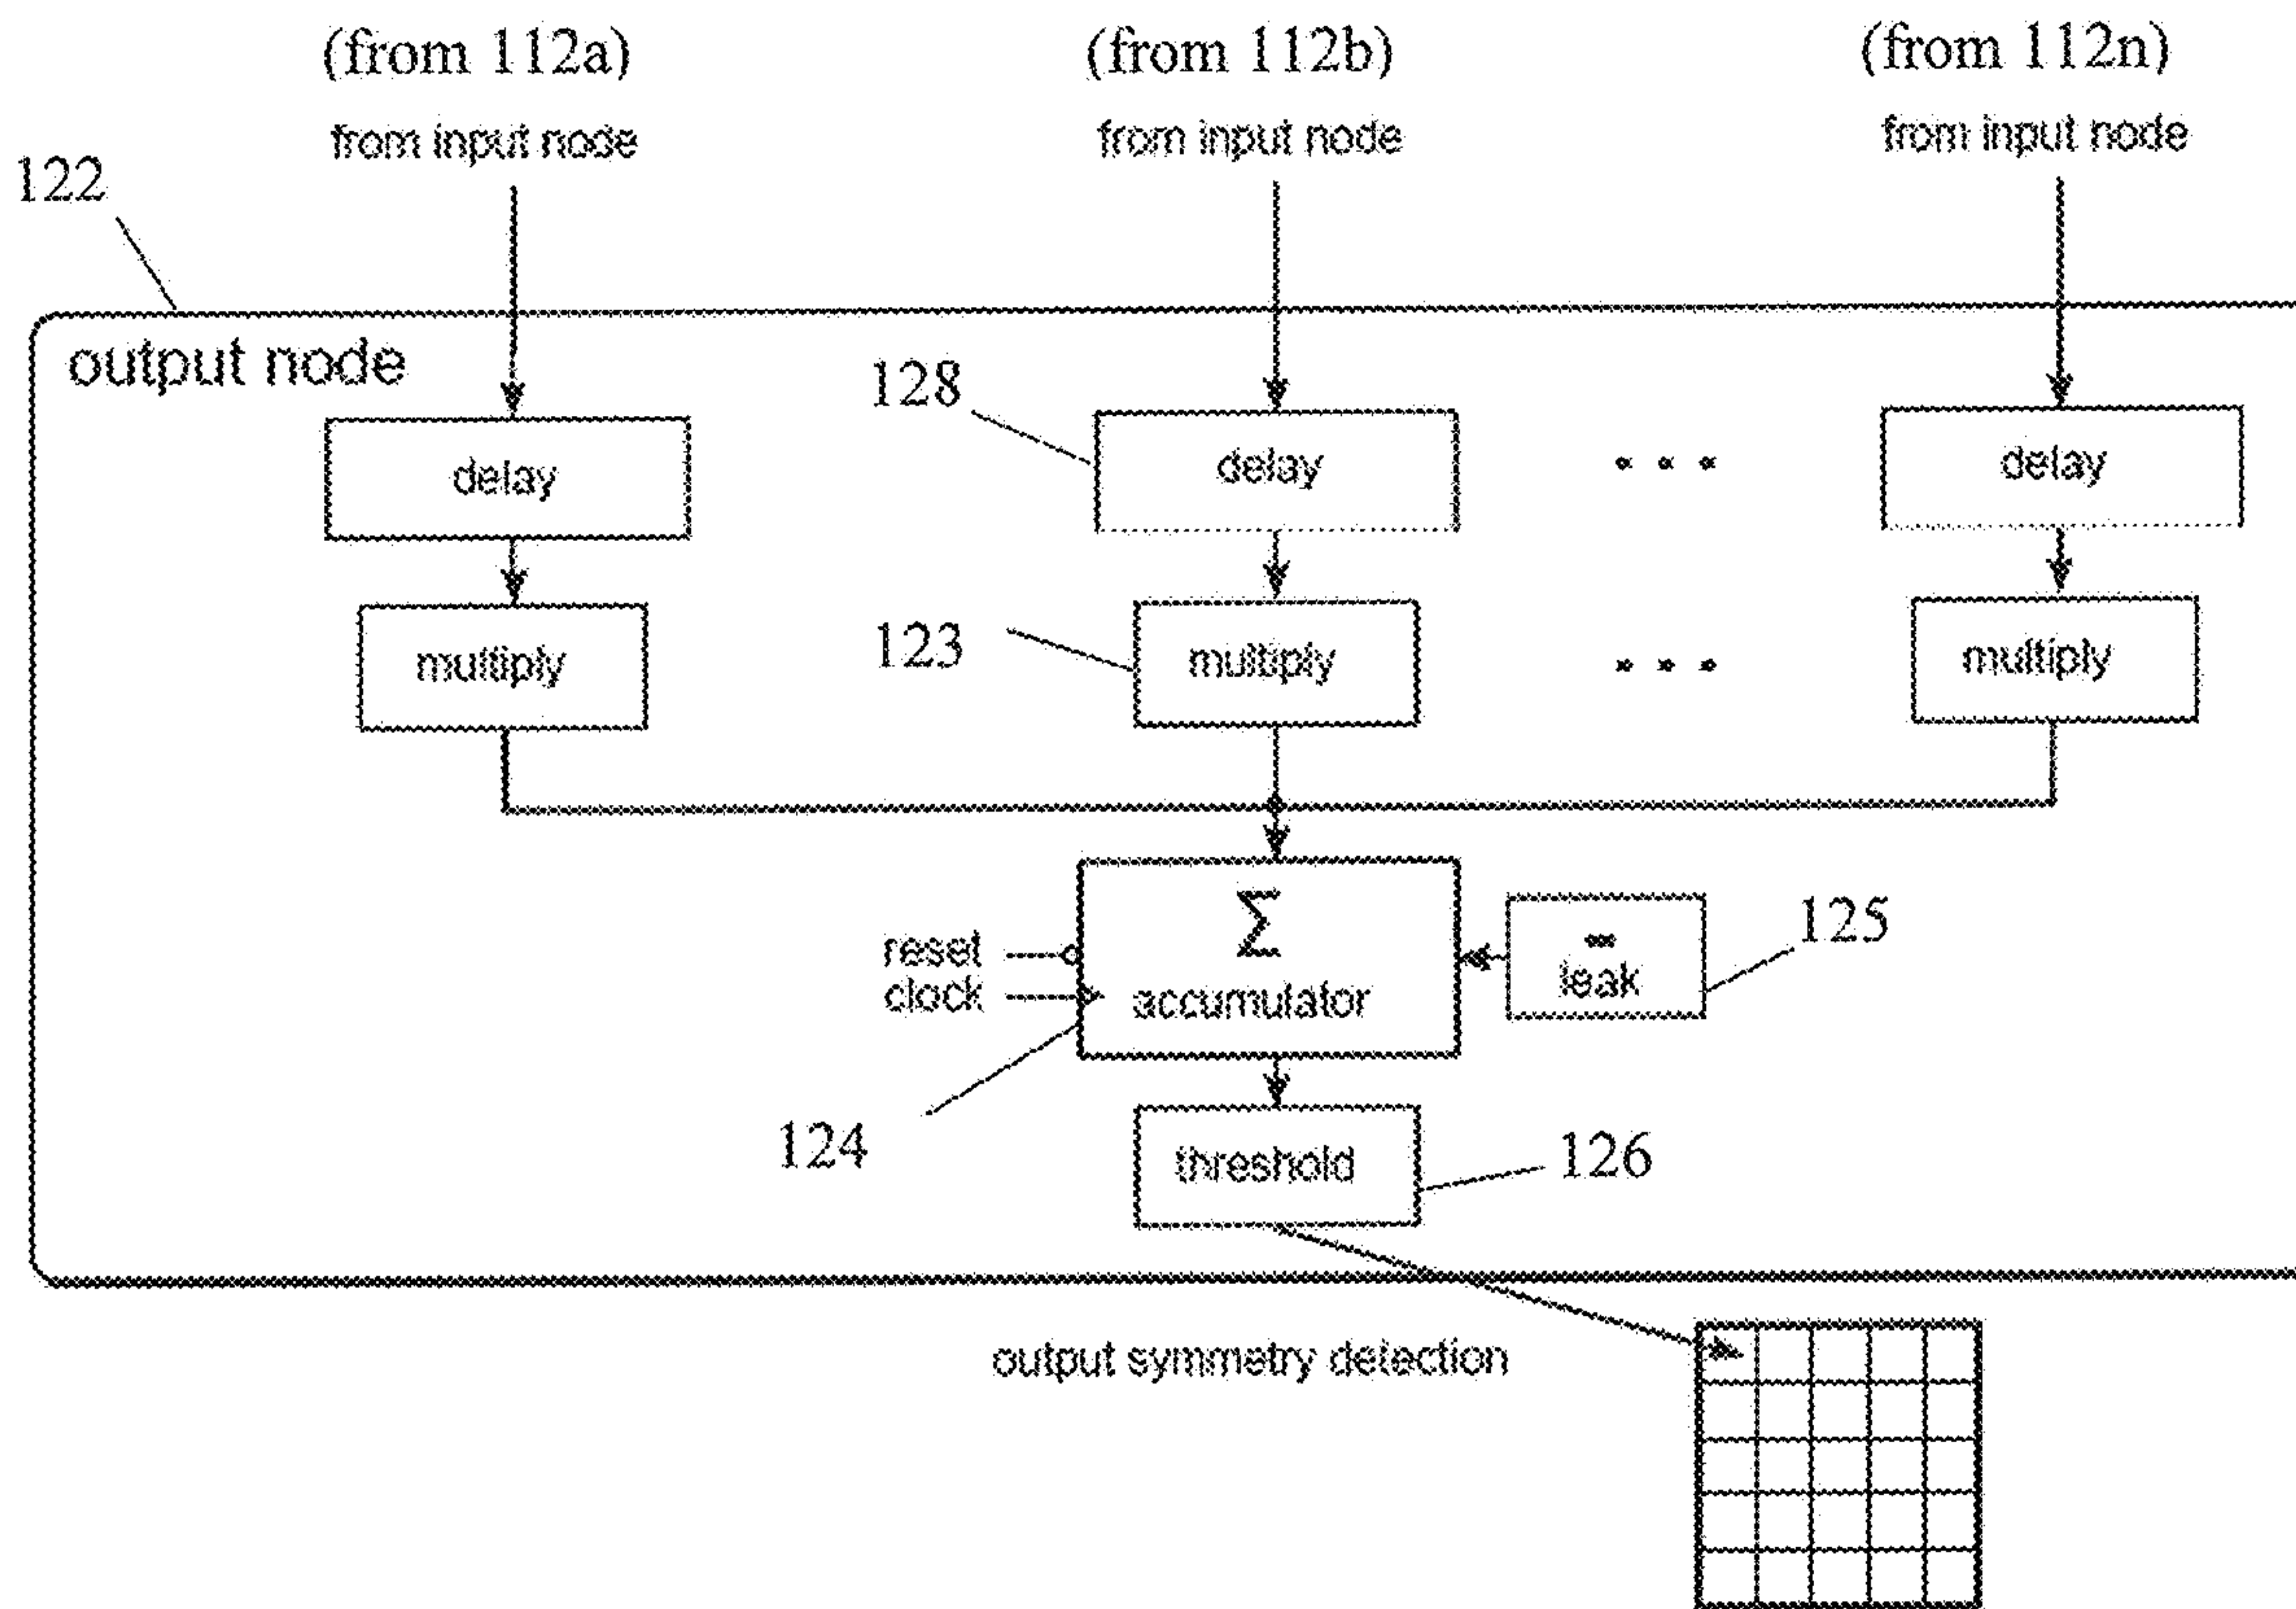 (from 112a) (from 112b) (from 112n)
from input node from input node from input node
122
output node
128
delay delay delay
123
multiply multiply multiply
Σ
125
reset
leak
clock
accumulator
124
threshold
126
output symmetry detection